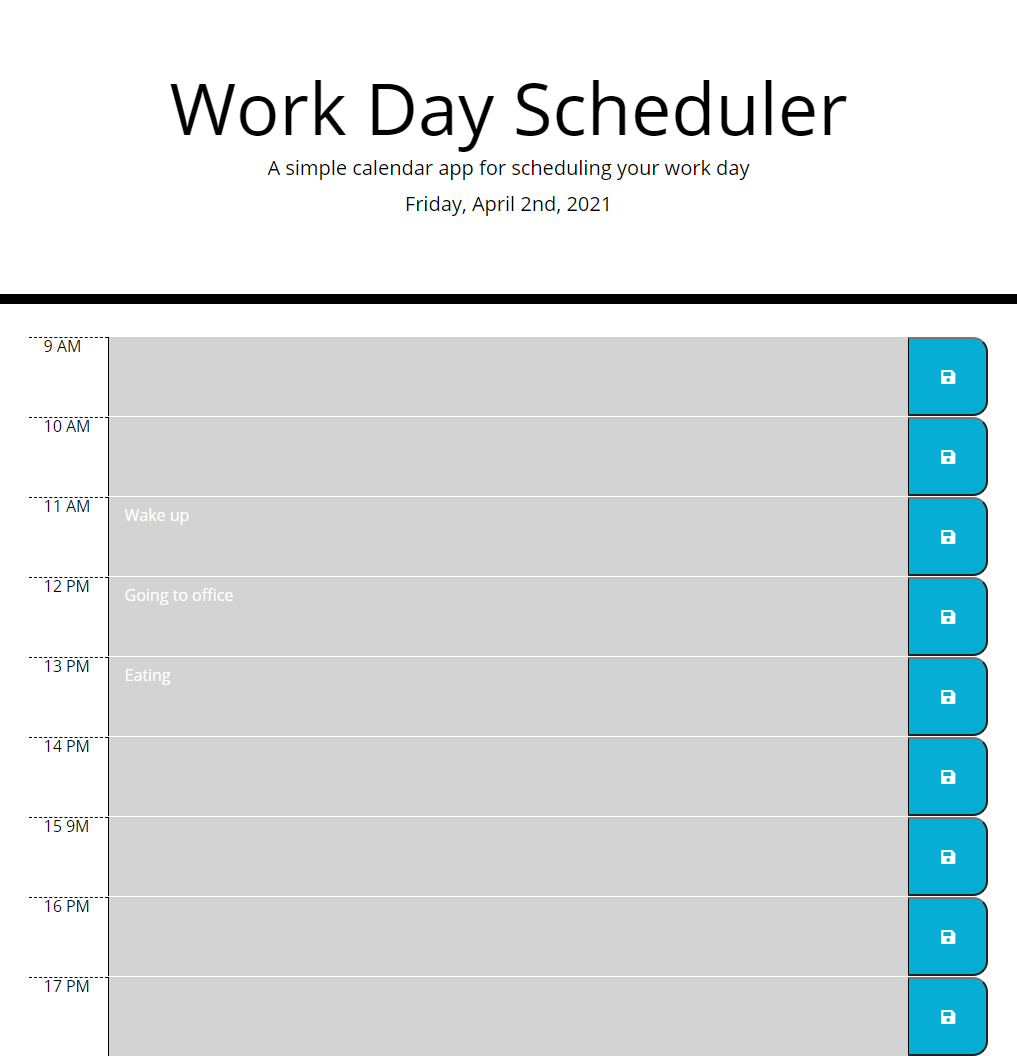 Work Day Scheduler
A simple calendar app for scheduling your work day
Friday, April 2nd, 2021
9 AM
10 AM
11 AM
Wake up
12 PM
Going to office
13 PM
Eating
14 PM
15 9M
16 PM
17 PM